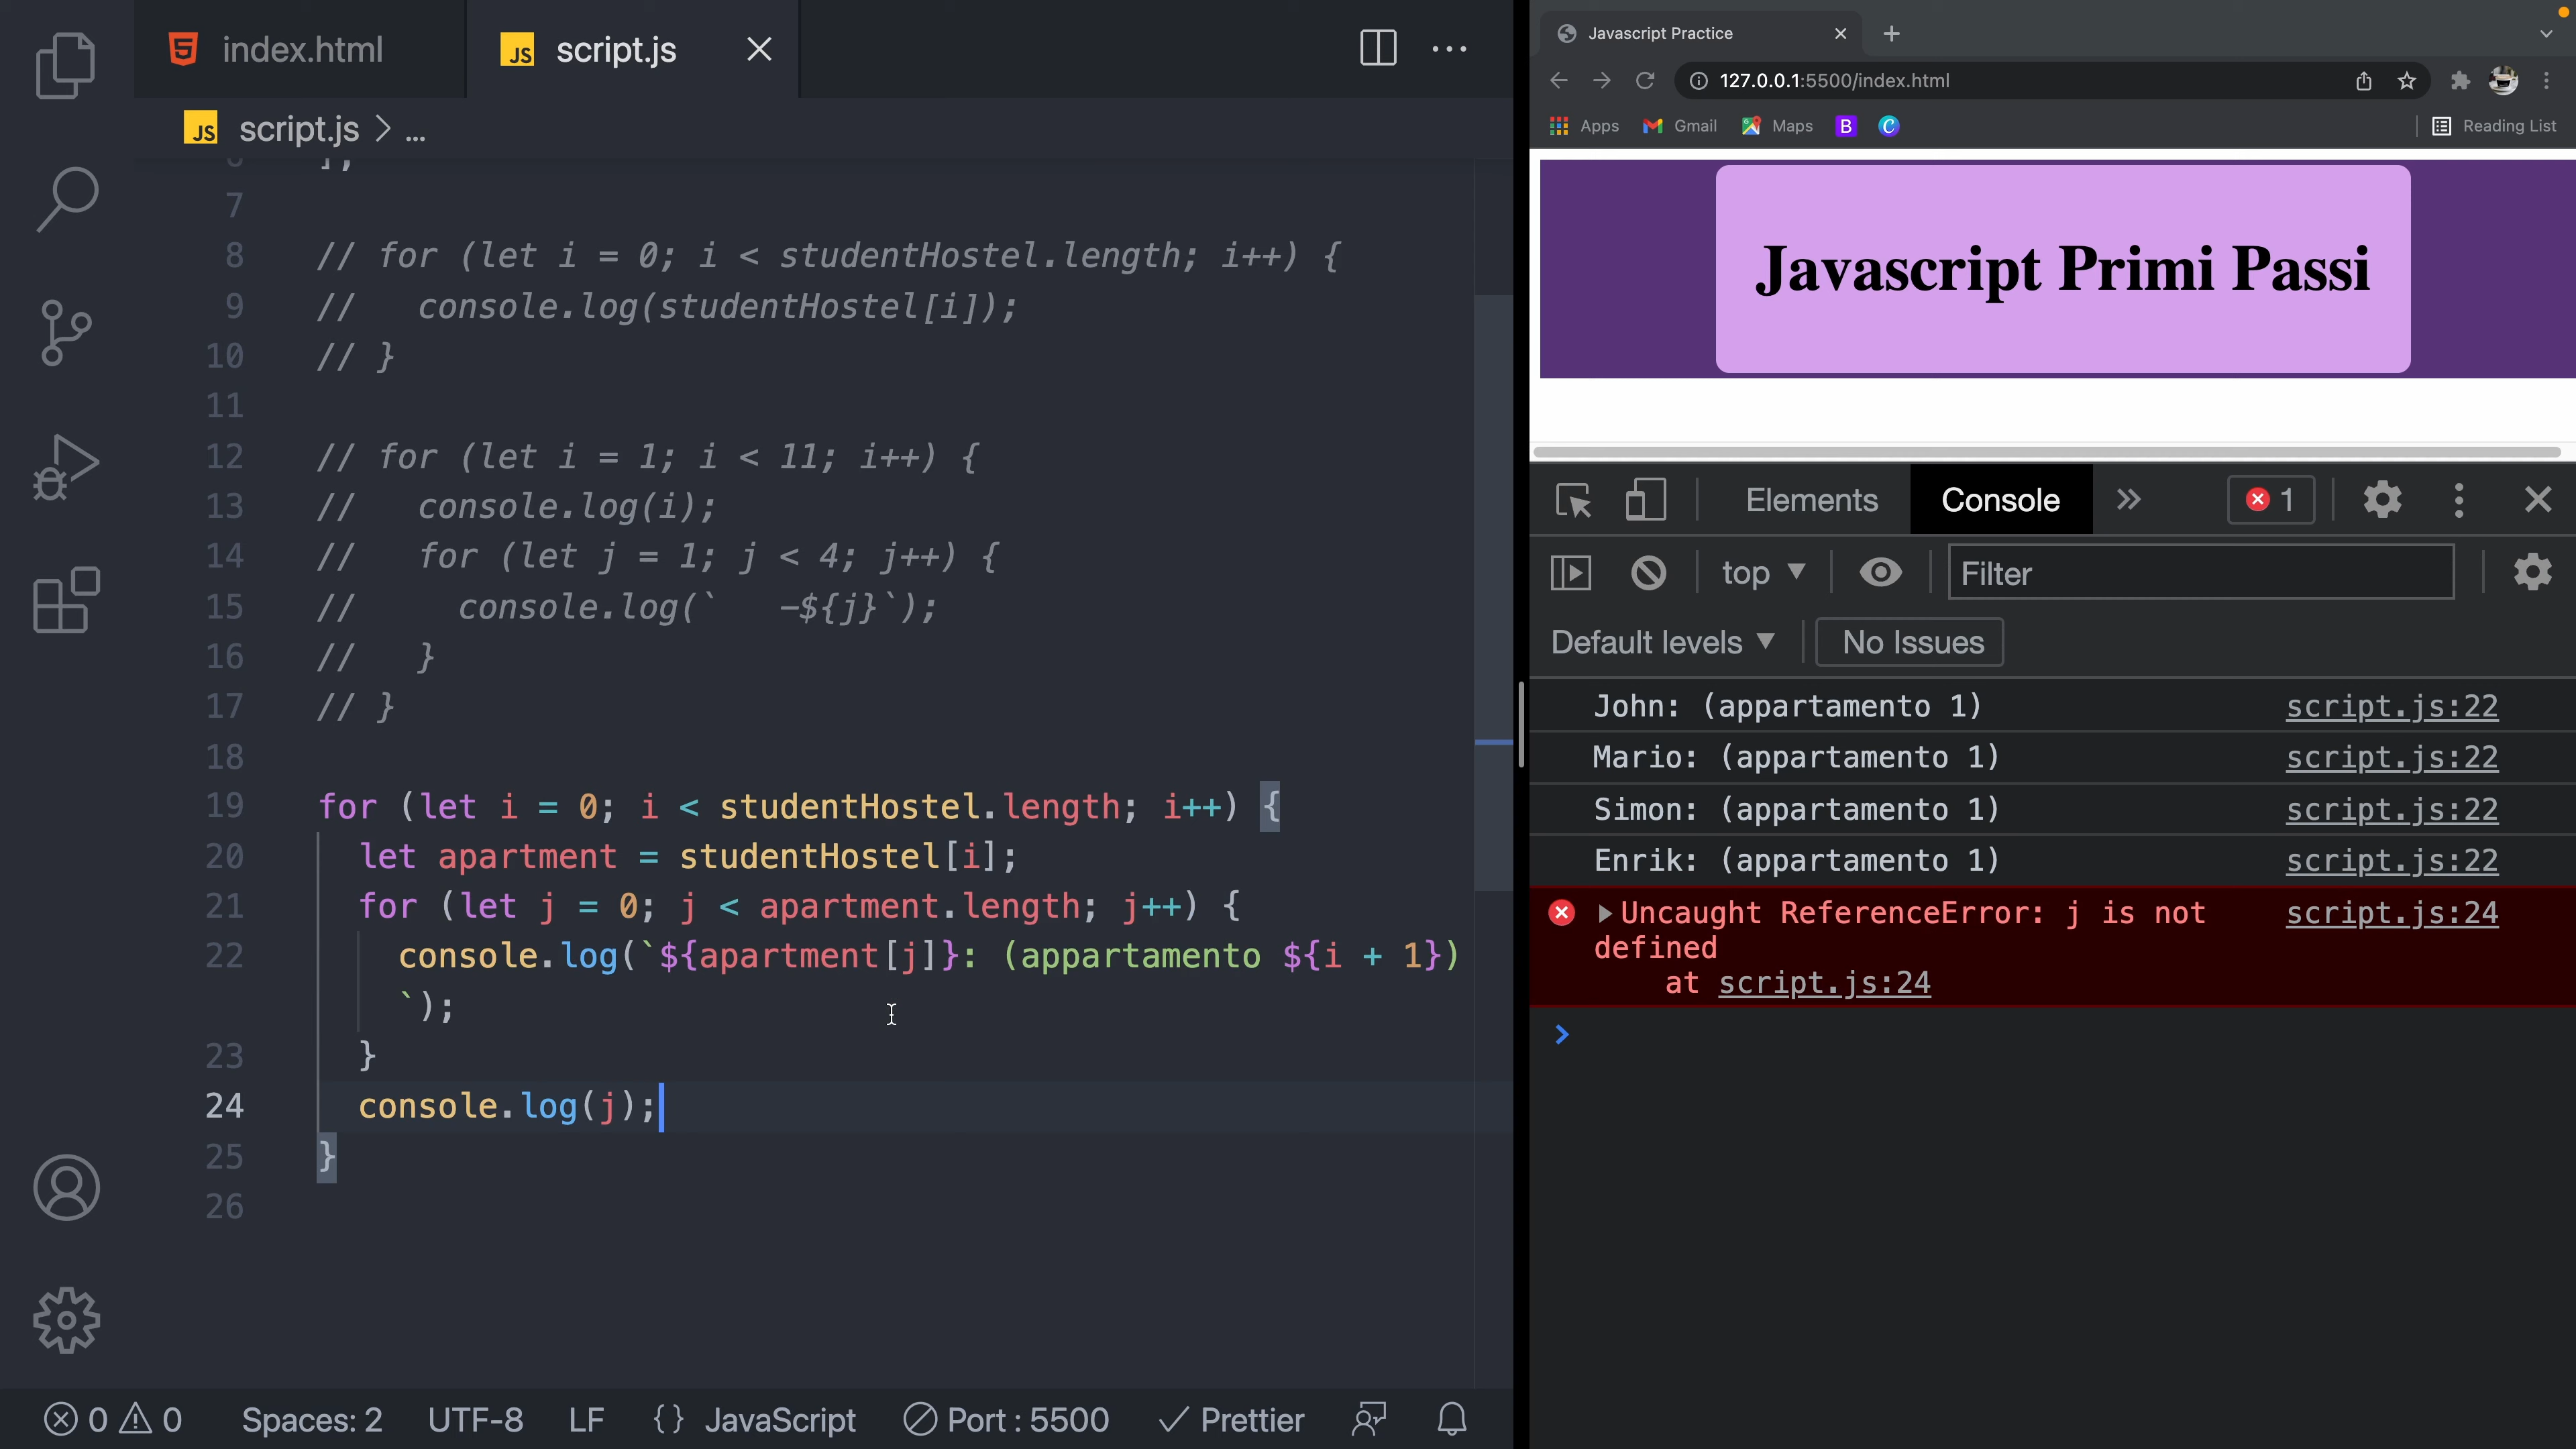 index.html
script.js
script.js > ...
6 ];
7
8 // for (let i = 0; i < studentHostel.length; i++) {
9 //   console.log(studentHostel[i]);
10 // }
11
12 // for (let i = 1; i < 11; i++) {
13 //   console.log(i);
14 //   for (let j = 1; j < 4; j++) {
15 //     console.log(`   -${j}`);
16 //   }
17 // }
18
19 for (let i = 0; i < studentHostel.length; i++) {
20   let apartment = studentHostel[i];
21   for (let j = 0; j < apartment.length; j++) {
22     console.log(`${apartment[j]}: (appartamento ${i + 1})
`);
23   }
24   console.log(j);
25 }
26
0 0 Spaces: 2 UTF-8 LF {} JavaScript Port : 5500 Prettier
Javascript Practice
127.0.0.1:5500/index.html
Apps Gmail Maps B C Reading List
Javascript Primi Passi
Elements Console » 1
top Filter
Default levels No Issues
John: (appartamento 1) script.js:22
Mario: (appartamento 1) script.js:22
Simon: (appartamento 1) script.js:22
Enrik: (appartamento 1) script.js:22
Uncaught ReferenceError: j is not script.js:24
defined
at script.js:24